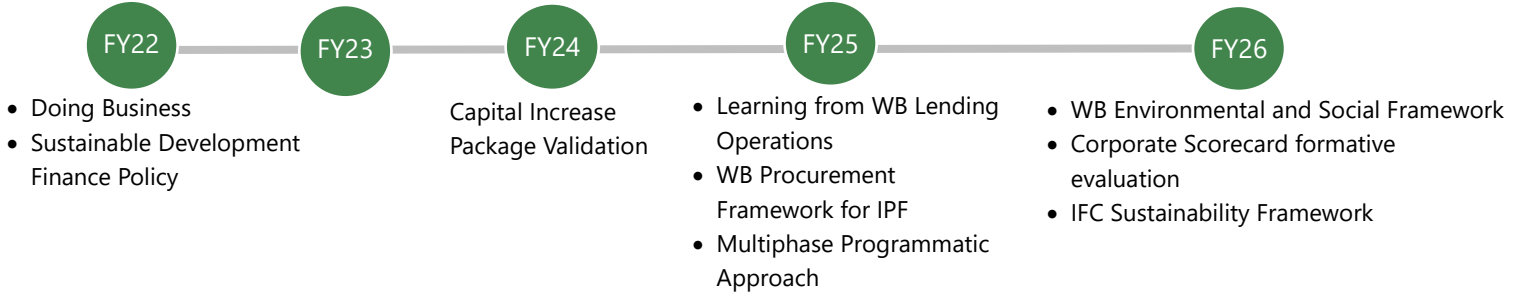 FY22
FY23
FY24
FY25
FY26
• Doing Business
• Sustainable Development
Finance Policy
Capital Increase
Package Validation
• Learning from WB Lending
Operations
• WB Procurement
Framework for IPF
• Multiphase Programmatic
Approach
• WB Environmental and Social Framework
• Corporate Scorecard formative
evaluation
• IFC Sustainability Framework